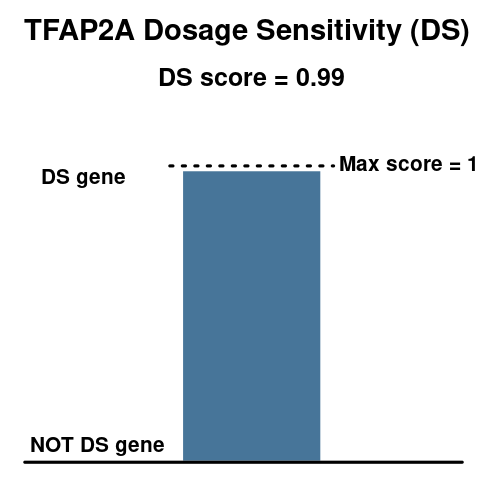 TFAP2A Dosage Sensitivity (DS)
DS score = 0.99
Max score = 1
DS gene
NOT DS gene